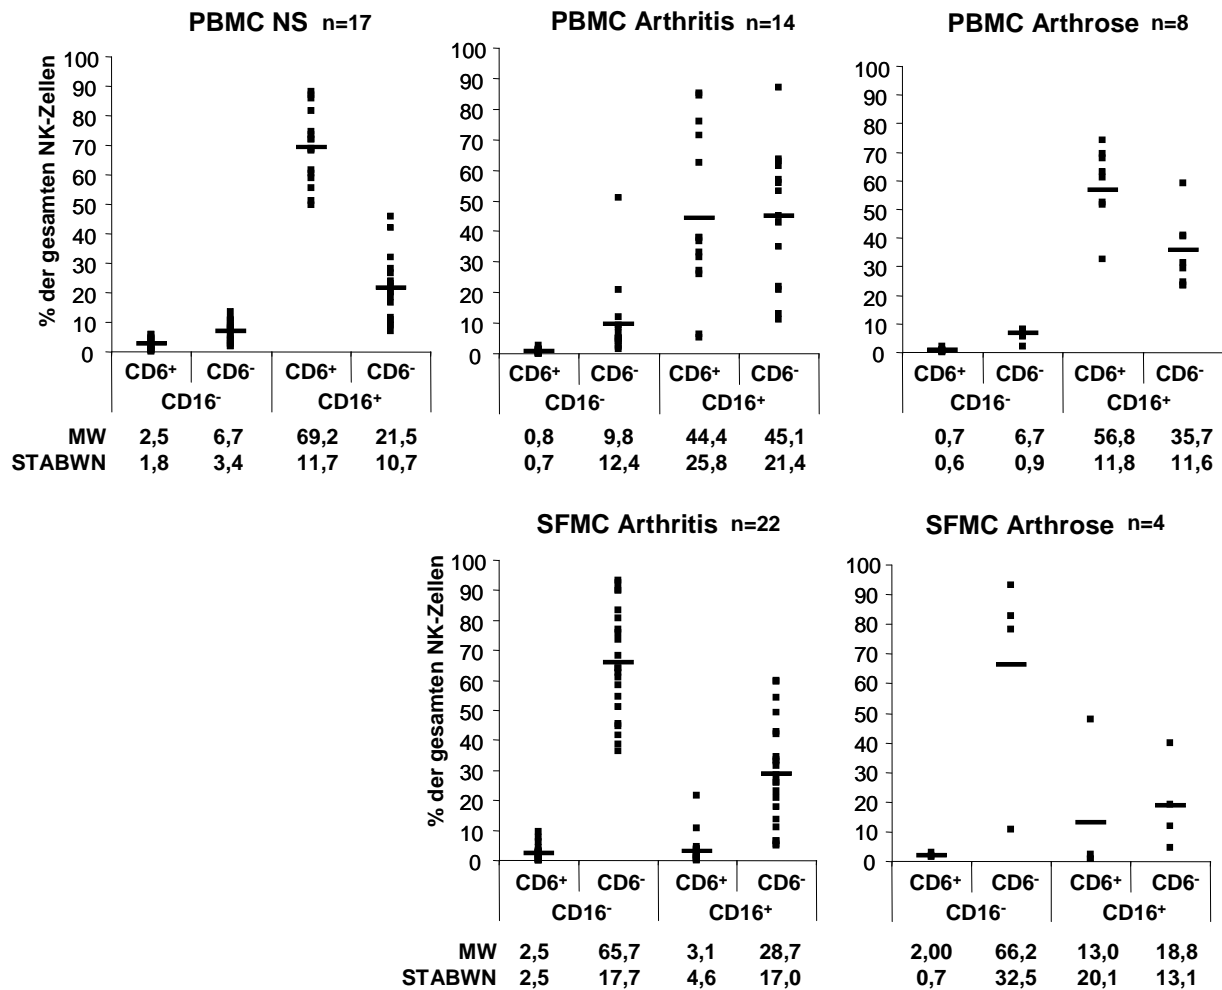 PBMC NS n=17
% der gesamten NK-Zellen
100
90
80
70
60
50
40
30
20
10
0
CD6+ CD6- CD6+ CD6-
CD16- CD16+
MW 2,5 6,7 69,2 21,5
STABWN 1,8 3,4 11,7 10,7
PBMC Arthritis n=14
100
90
80
70
60
50
40
30
20
10
0
CD6+ CD6- CD6+ CD6-
CD16- CD16+
0,8 9,8 44,4 45,1
0,7 12,4 25,8 21,4
PBMC Arthrose n=8
100
90
80
70
60
50
40
30
20
10
0
CD6+ CD6- CD6+ CD6-
CD16- CD16+
0,7 6,7 56,8 35,7
0,6 0,9 11,8 11,6
SFMC Arthritis n=22
% der gesamten NK-Zellen
100
90
80
70
60
50
40
30
20
10
0
CD6+ CD6- CD6+ CD6-
CD16- CD16+
MW 2,5 65,7 3,1 28,7
STABWN 2,5 17,7 4,6 17,0
SFMC Arthrose n=4
100
90
80
70
60
50
40
30
20
10
0
CD6+ CD6- CD6+ CD6-
CD16- CD16+
2,00 66,2 13,0 18,8
0,7 32,5 20,1 13,1